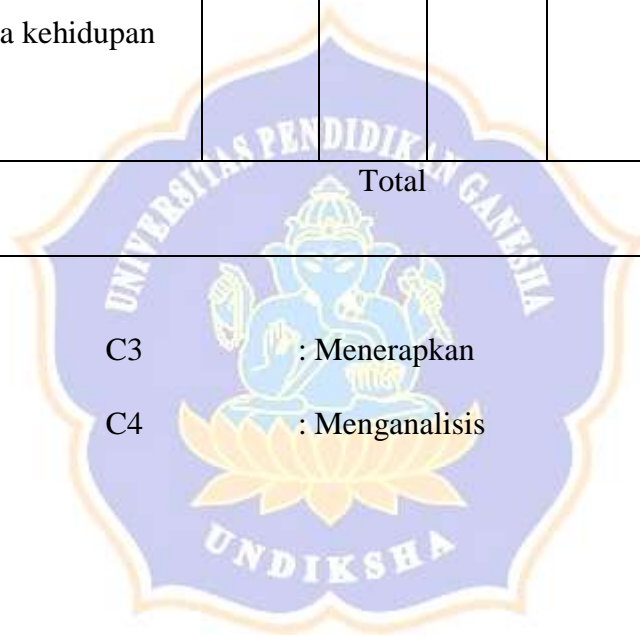 a kehidupan
Total
C3 : Menerapkan
C4 : Menganalisis
UNIVERSITAS PENDIDIKAN GANESHA
UNDIKSHA